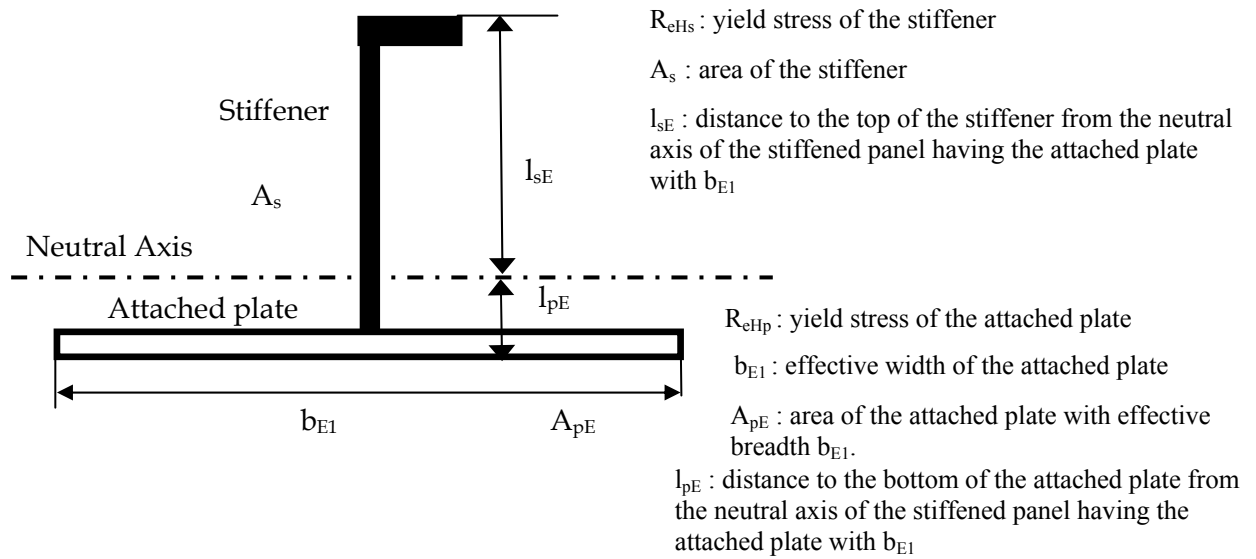 R_eHs : yield stress of the stiffener
A_s : area of the stiffener
l_sE : distance to the top of the stiffener from the neutral
axis of the stiffened panel having the attached plate
with b_E1
Stiffener
l_sE
A_s
Neutral Axis
l_pE
Attached plate
R_eHp : yield stress of the attached plate
b_E1 : effective width of the attached plate
b_E1
A_pE
A_pE : area of the attached plate with effective
breadth b_E1.
l_pE : distance to the bottom of the attached plate from
the neutral axis of the stiffened panel having the
attached plate with b_E1